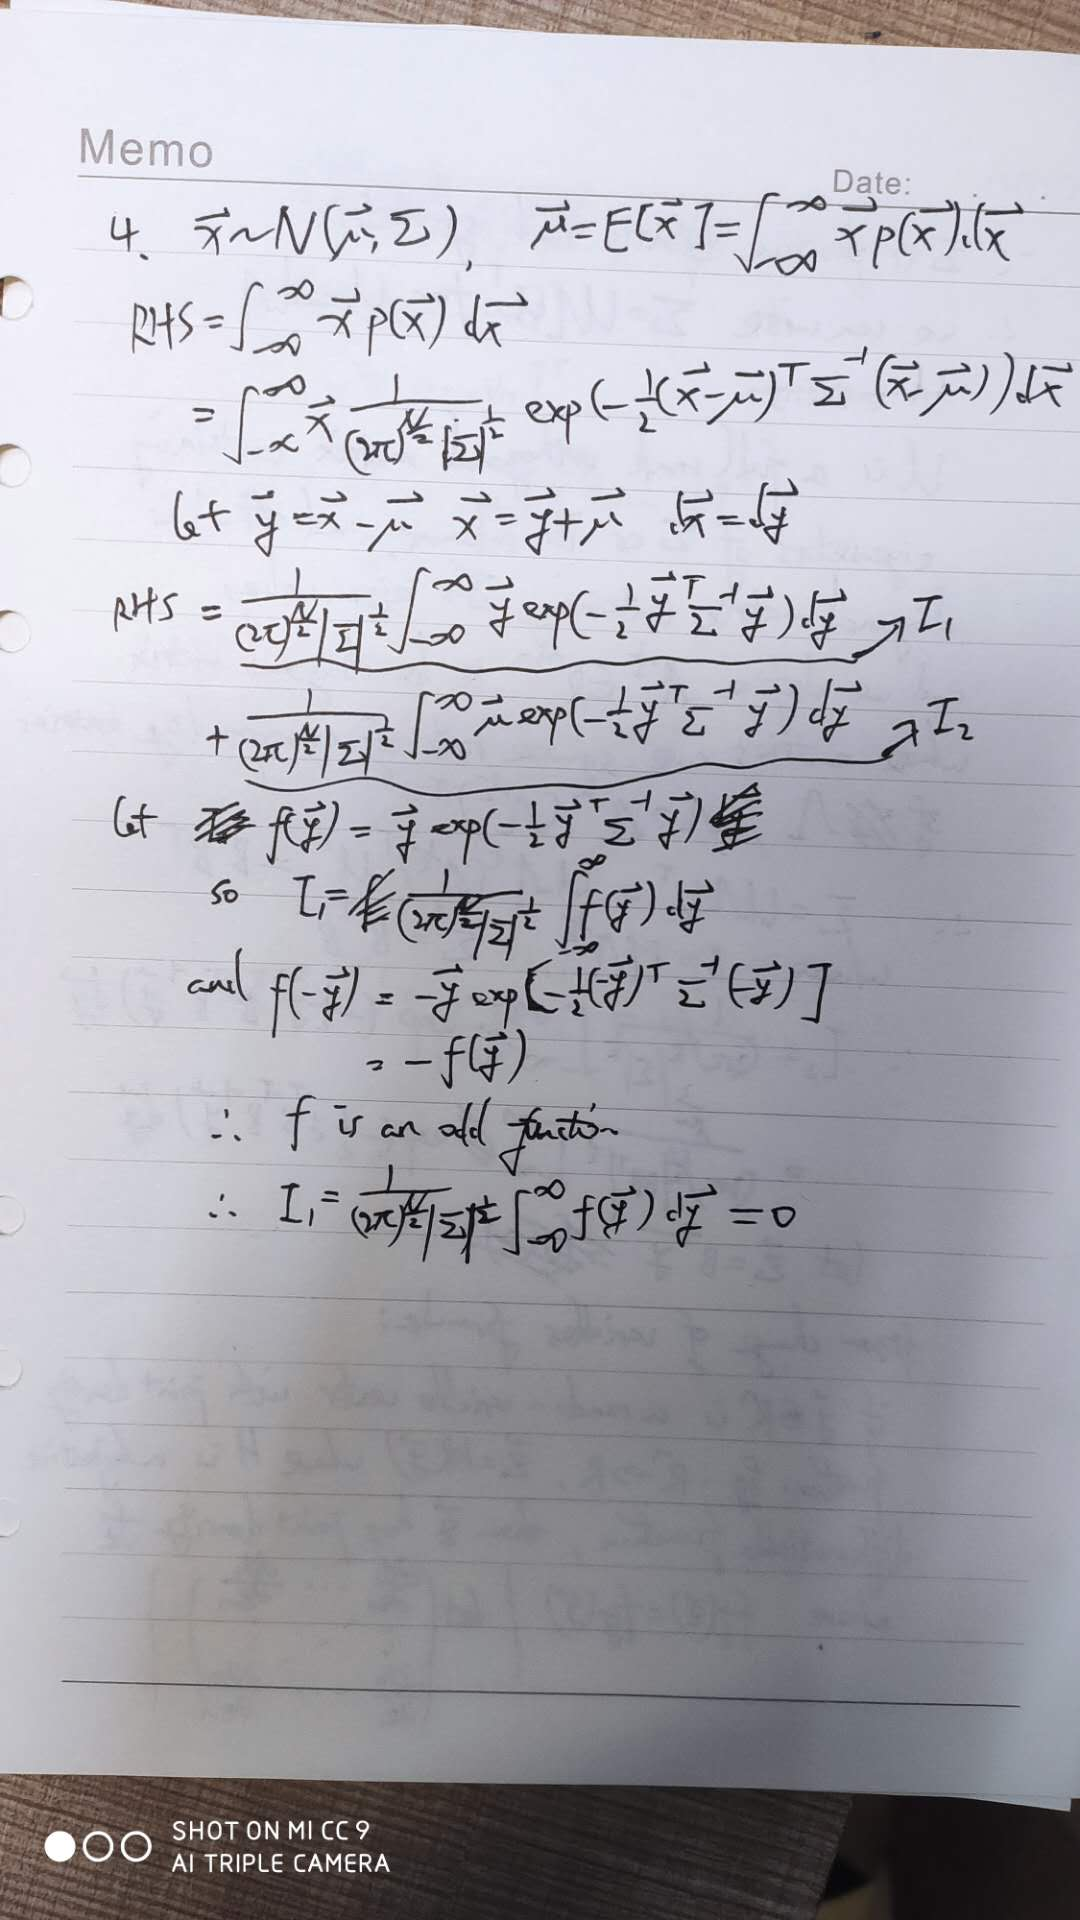 Memo
Date:
4. x⃗~N(μ⃗, Σ), μ⃗=E[x⃗]=∫_{-∞}^{∞} x⃗p(x⃗).dx⃗
RHS=∫_{-∞}^{∞} x⃗ p(x⃗) dx⃗
=∫_{-∞}^{∞} x⃗ 1/((2π)^{N/2}|Σ|^{1/2}) exp(-1/2(x⃗-μ⃗)^T Σ^{-1}(x⃗-μ⃗))dx⃗
let y⃗=x⃗-μ⃗ x⃗=y⃗+μ⃗ dx⃗=dy⃗
RHS = 1/((2π)^{N/2}|Σ|^{1/2}) ∫_{-∞}^{∞} y⃗ exp(-1/2 y⃗^T Σ^{-1} y⃗)dy⃗ → I₁
+ 1/((2π)^{N/2}|Σ|^{1/2}) ∫_{-∞}^{∞} μ⃗ exp(-1/2 y⃗^T Σ^{-1} y⃗) dy⃗ → I₂
let f(y⃗) = y⃗ exp(-1/2 y⃗^T Σ^{-1} y⃗)
so I₁= 1/((2π)^{N/2}|Σ|^{1/2}) ∫_{-∞}^{∞} f(y⃗) dy⃗
and f(-y⃗) = -y⃗ exp[-1/2(-y⃗)^T Σ^{-1} (-y⃗)]
= -f(y⃗)
∴ f is an odd function
∴ I₁= 1/((2π)^{N/2}|Σ|^{1/2}) ∫_{-∞}^{∞} f(y⃗) dy⃗ =0
SHOT ON MI CC 9
AI TRIPLE CAMERA